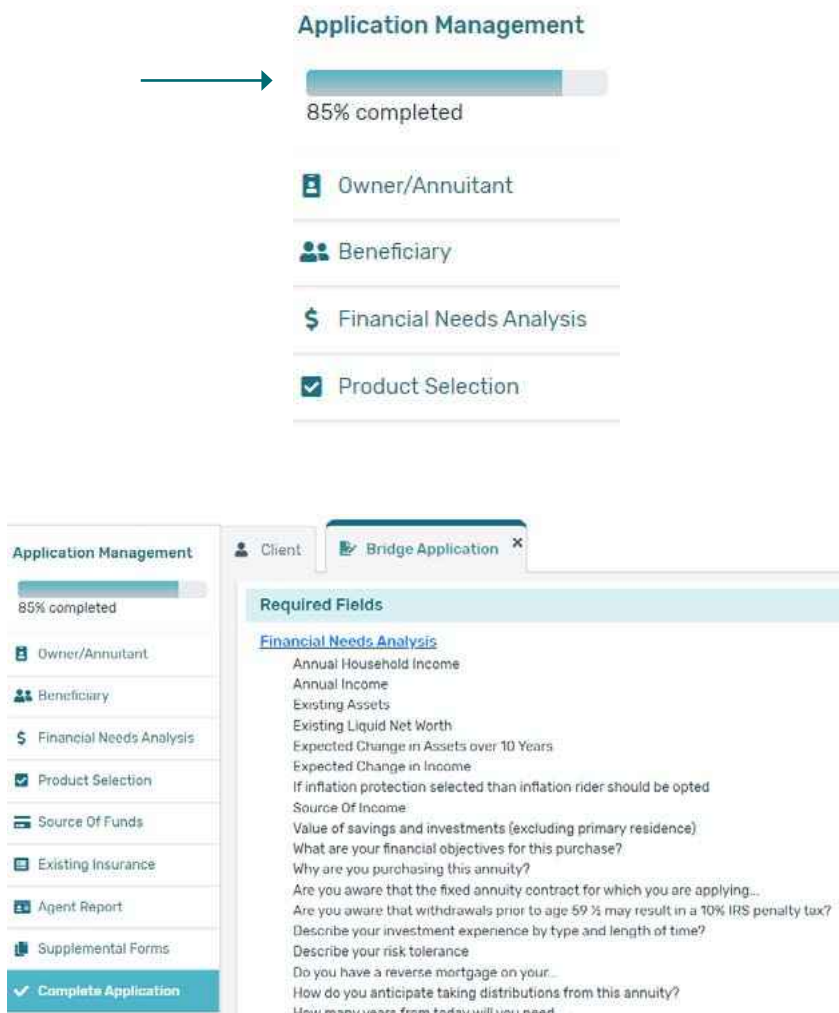 Application Management
85% completed
Owner/Annuitant
Beneficiary
$ Financial Needs Analysis
Product Selection
Application Management
85% completed
Owner/Annuitant
Beneficiary
$ Financial Needs Analysis
Product Selection
Source Of Funds
Existing Insurance
Agent Report
Supplemental Forms
Complete Application
Client
Bridge Application ×
Required Fields
Financial Needs Analysis
Annual Household Income
Annual Income
Existing Assets
Existing Liquid Net Worth
Expected Change in Assets over 10 Years
Expected Change in Income
If inflation protection selected than inflation rider should be opted
Source Of Income
Value of savings and investments (excluding primary residence)
What are your financial objectives for this purchase?
Why are you purchasing this annuity?
Are you aware that the fixed annuity contract for which you are applying...
Are you aware that withdrawals prior to age 59 ½ may result in a 10% IRS penalty tax?
Describe your investment experience by type and length of time?
Describe your risk tolerance
Do you have a reverse mortgage on your...
How do you anticipate taking distributions from this annuity?
How many years from today will you need